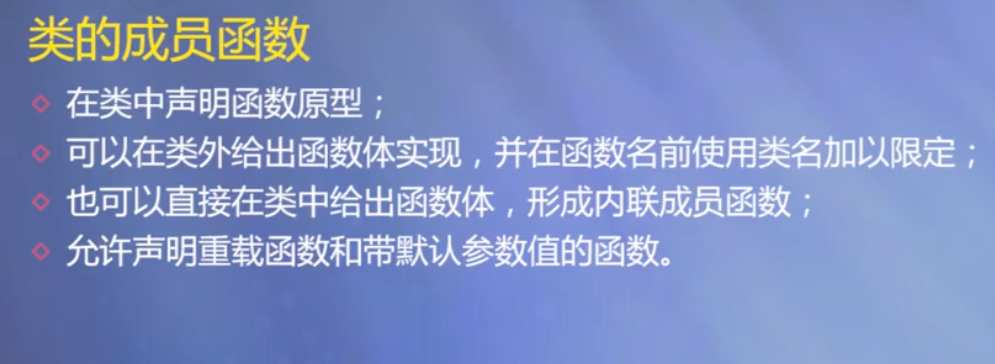 类的成员函数
在类中声明函数原型；
可以在类外给出函数体实现，并在函数名前使用类名加以限定；
也可以直接在类中给出函数体，形成内联成员函数；
允许声明重载函数和带默认参数值的函数。